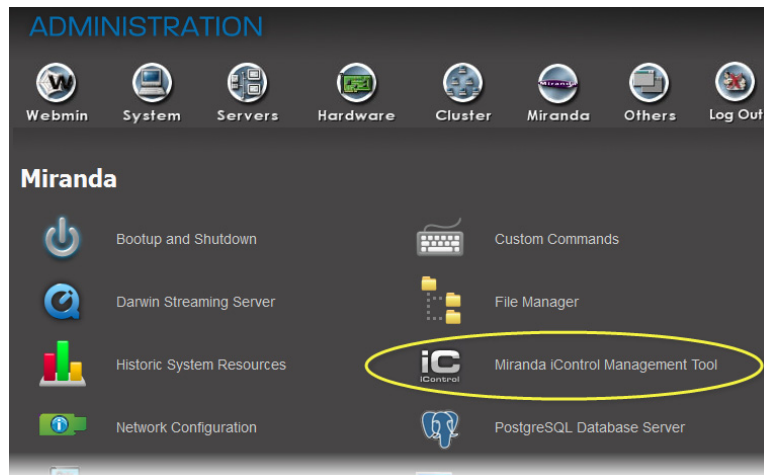 ADMINISTRATION
Webmin System Servers Hardware Cluster Miranda Others Log Out
Miranda
Bootup and Shutdown
Custom Commands
Darwin Streaming Server
File Manager
Historic System Resources
iC
iControl
Miranda iControl Management Tool
Network Configuration
PostgreSQL Database Server